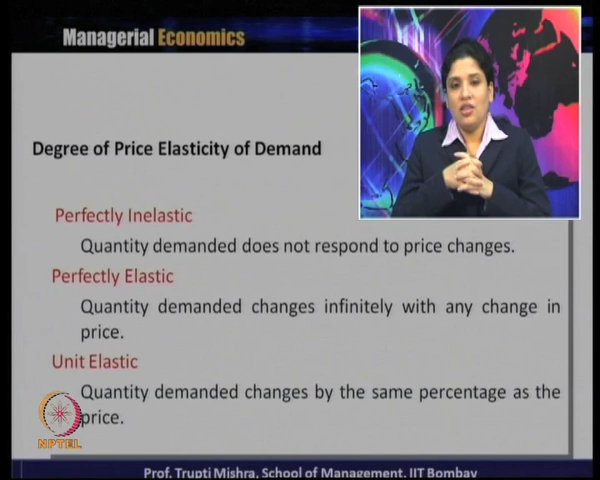 Managerial Economics
Degree of Price Elasticity of Demand
Perfectly Inelastic
Quantity demanded does not respond to price changes.
Perfectly Elastic
Quantity demanded changes infinitely with any change in
price.
Unit Elastic
Quantity demanded changes by the same percentage as the
price.
NPTEL
Prof. Trupti Mishra, School of Management, IIT Bombay